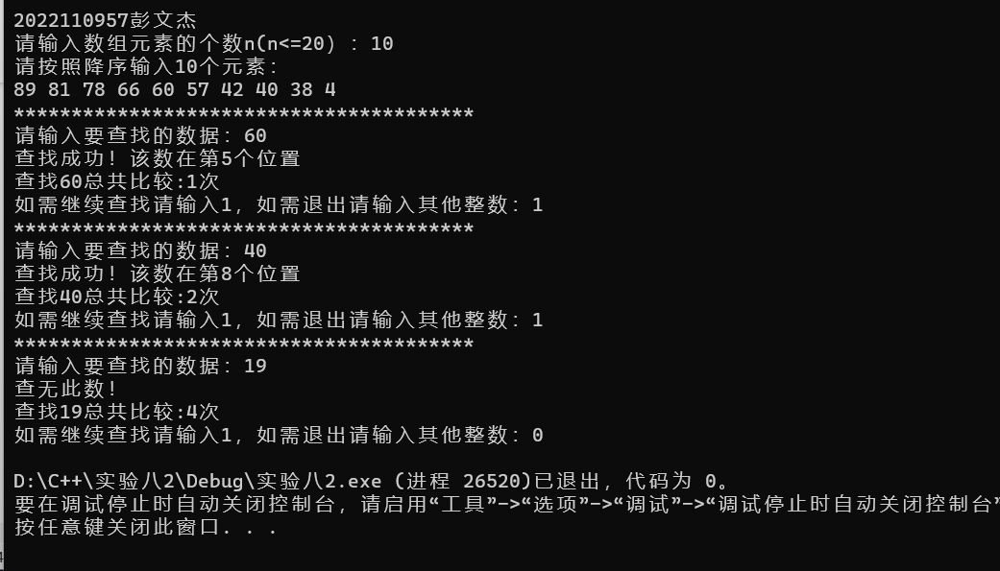 2022110957彭文杰
请输入数组元素的个数n(n<=20）：10
请按照降序输入10个元素：
89 81 78 66 60 57 42 40 38 4
****************************************
请输入要查找的数据：60
查找成功！该数在第5个位置
查找60总共比较:1次
如需继续查找请输入1，如需退出请输入其他整数：1
****************************************
请输入要查找的数据：40
查找成功！该数在第8个位置
查找40总共比较:2次
如需继续查找请输入1，如需退出请输入其他整数：1
****************************************
请输入要查找的数据：19
查无此数！
查找19总共比较:4次
如需继续查找请输入1，如需退出请输入其他整数：0
D:\C++\实验八2\Debug\实验八2.exe (进程 26520)已退出，代码为 0。
要在调试停止时自动关闭控制台，请启用“工具”->“选项”->“调试”->“调试停止时自动关闭控制台”
按任意键关闭此窗口. . .